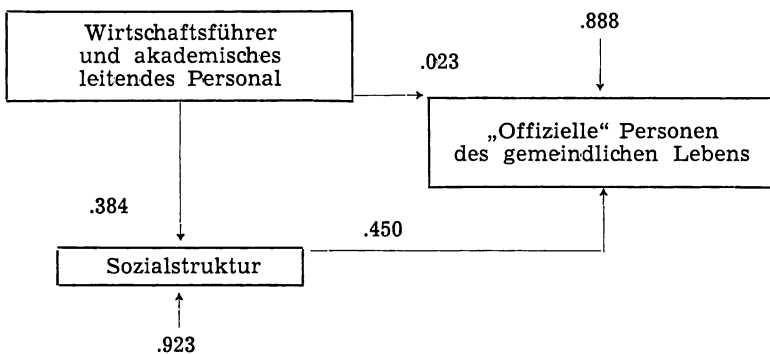 Wirtschaftsführer
und akademisches
leitendes Personal
.888
.023
„Offizielle“ Personen
des gemeindlichen Lebens
.384
.450
Sozialstruktur
.923